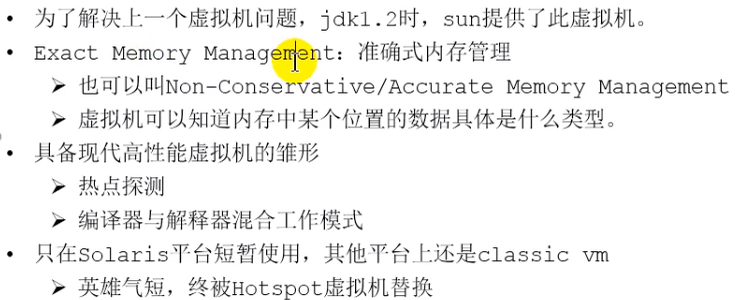 • 为了解决上一个虚拟机问题，jdk1.2时，sun提供了此虚拟机。
• Exact Memory Management：准确式内存管理
➢ 也可以叫Non-Conservative/Accurate Memory Management
➢ 虚拟机可以知道内存中某个位置的数据具体是什么类型。
• 具备现代高性能虚拟机的雏形
➢ 热点探测
➢ 编译器与解释器混合工作模式
• 只在Solaris平台短暂使用，其他平台上还是classic vm
➢ 英雄气短，终被Hotspot虚拟机替换